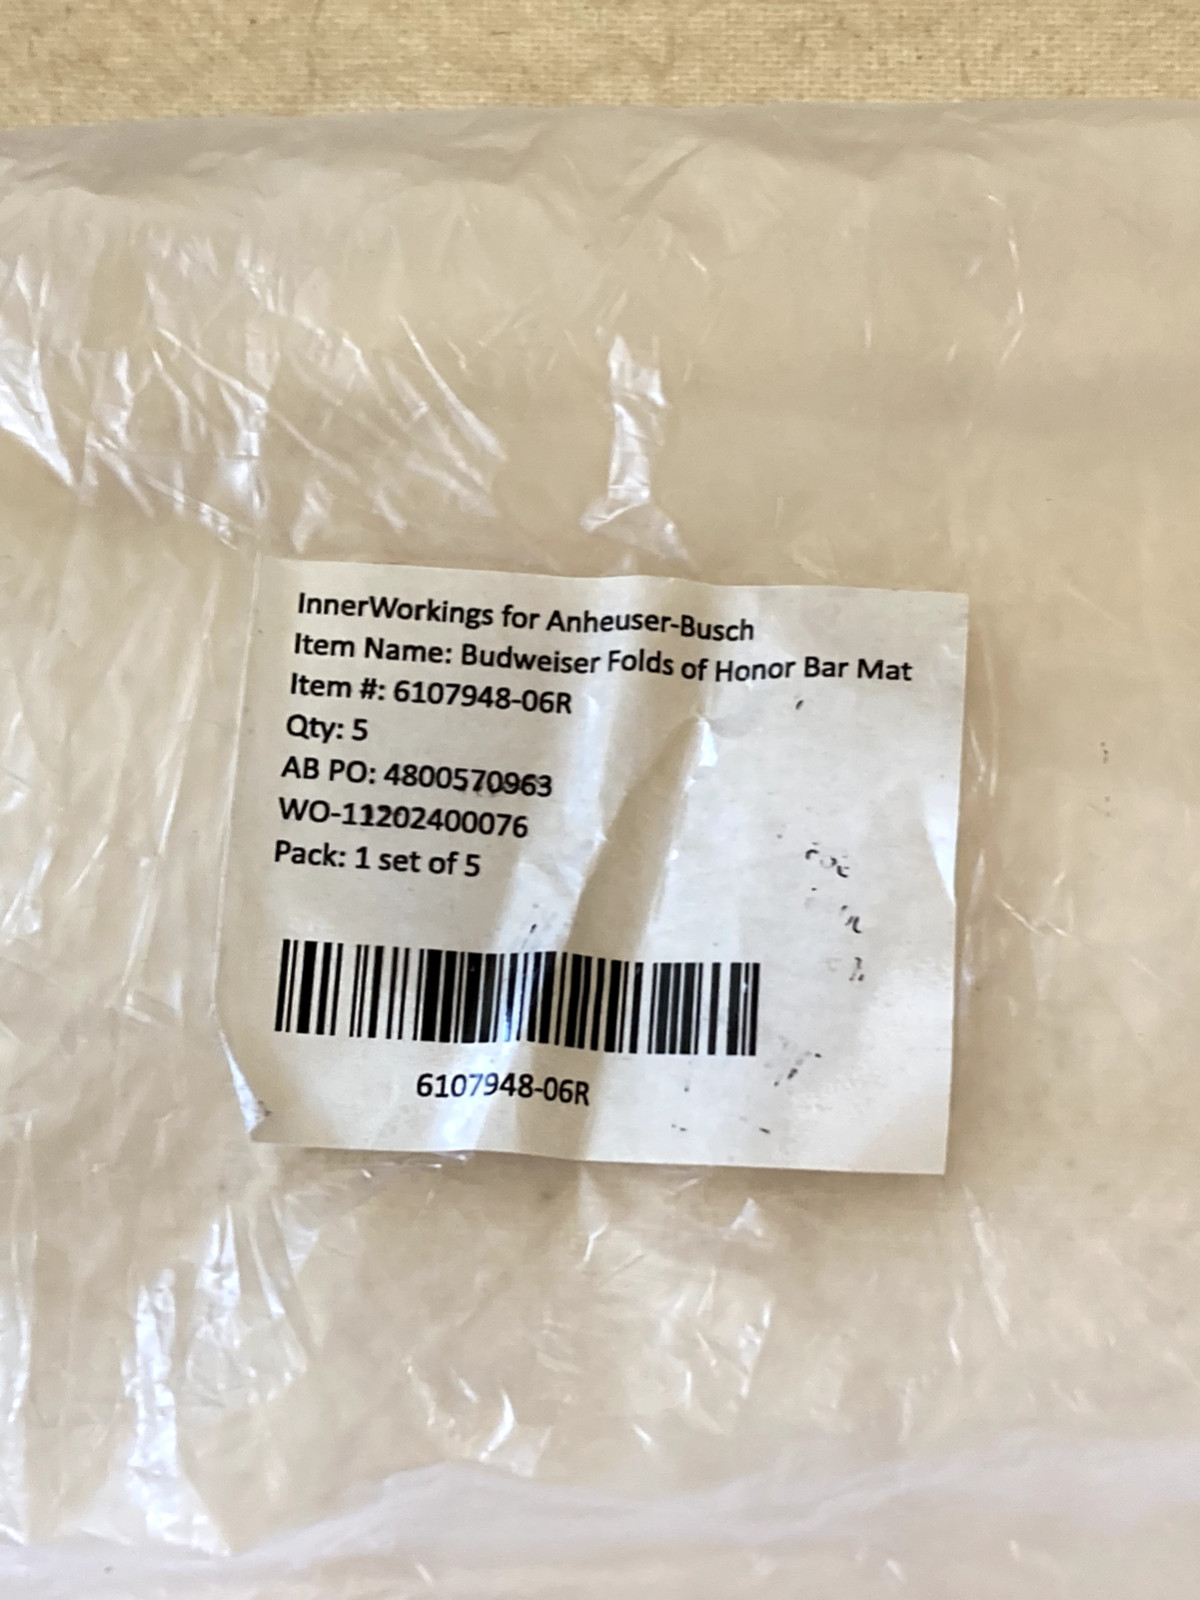 InnerWorkings for Anheuser-Busch
Item Name: Budweiser Folds of Honor Bar Mat
Item #: 6107948-06R
Qty: 5
AB PO: 4800570963
WO-11202400076
Pack: 1 set of 5
6107948-06R